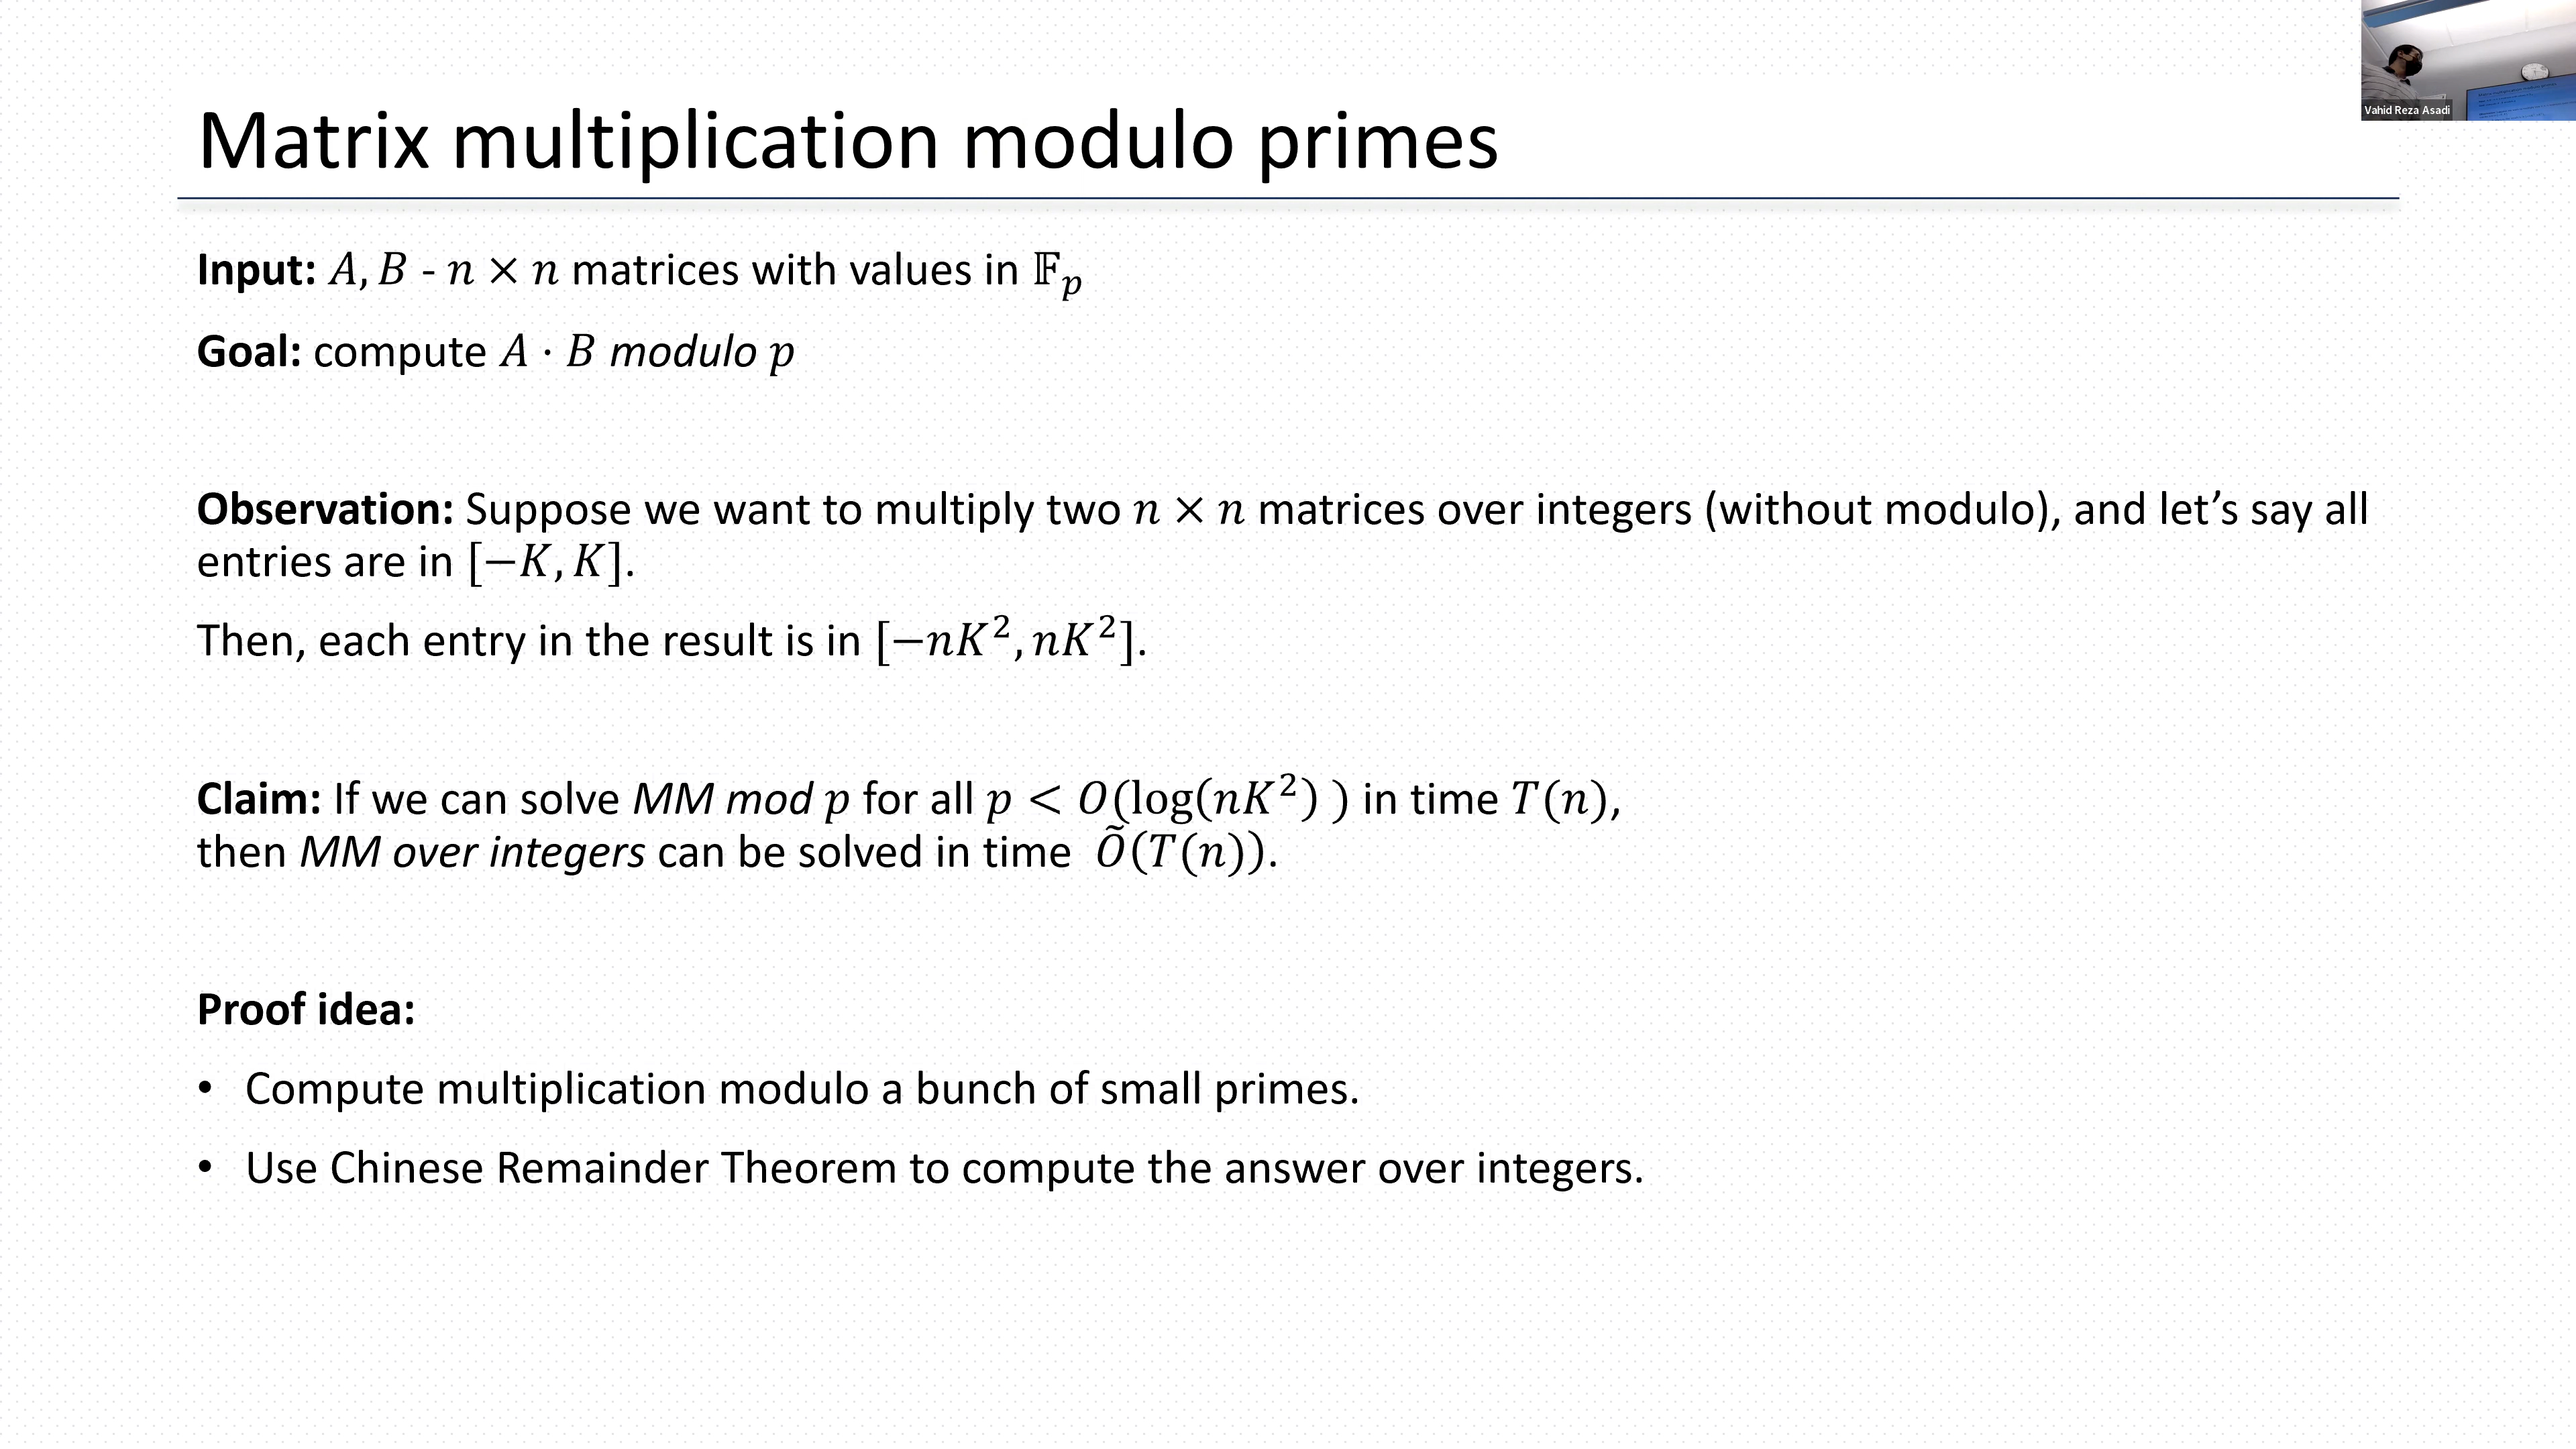 Vahid Reza Asadi
Matrix multiplication modulo primes
Input: A, B - n × n matrices with values in 𝔽ₚ
Goal: compute A · B modulo p
Observation: Suppose we want to multiply two n × n matrices over integers (without modulo), and let’s say all
entries are in [−K, K].
Then, each entry in the result is in [−nK², nK²].
Claim: If we can solve MM mod p for all p < O(log(nK²) ) in time T(n),
then MM over integers can be solved in time Õ(T(n)).
Proof idea:
• Compute multiplication modulo a bunch of small primes.
• Use Chinese Remainder Theorem to compute the answer over integers.